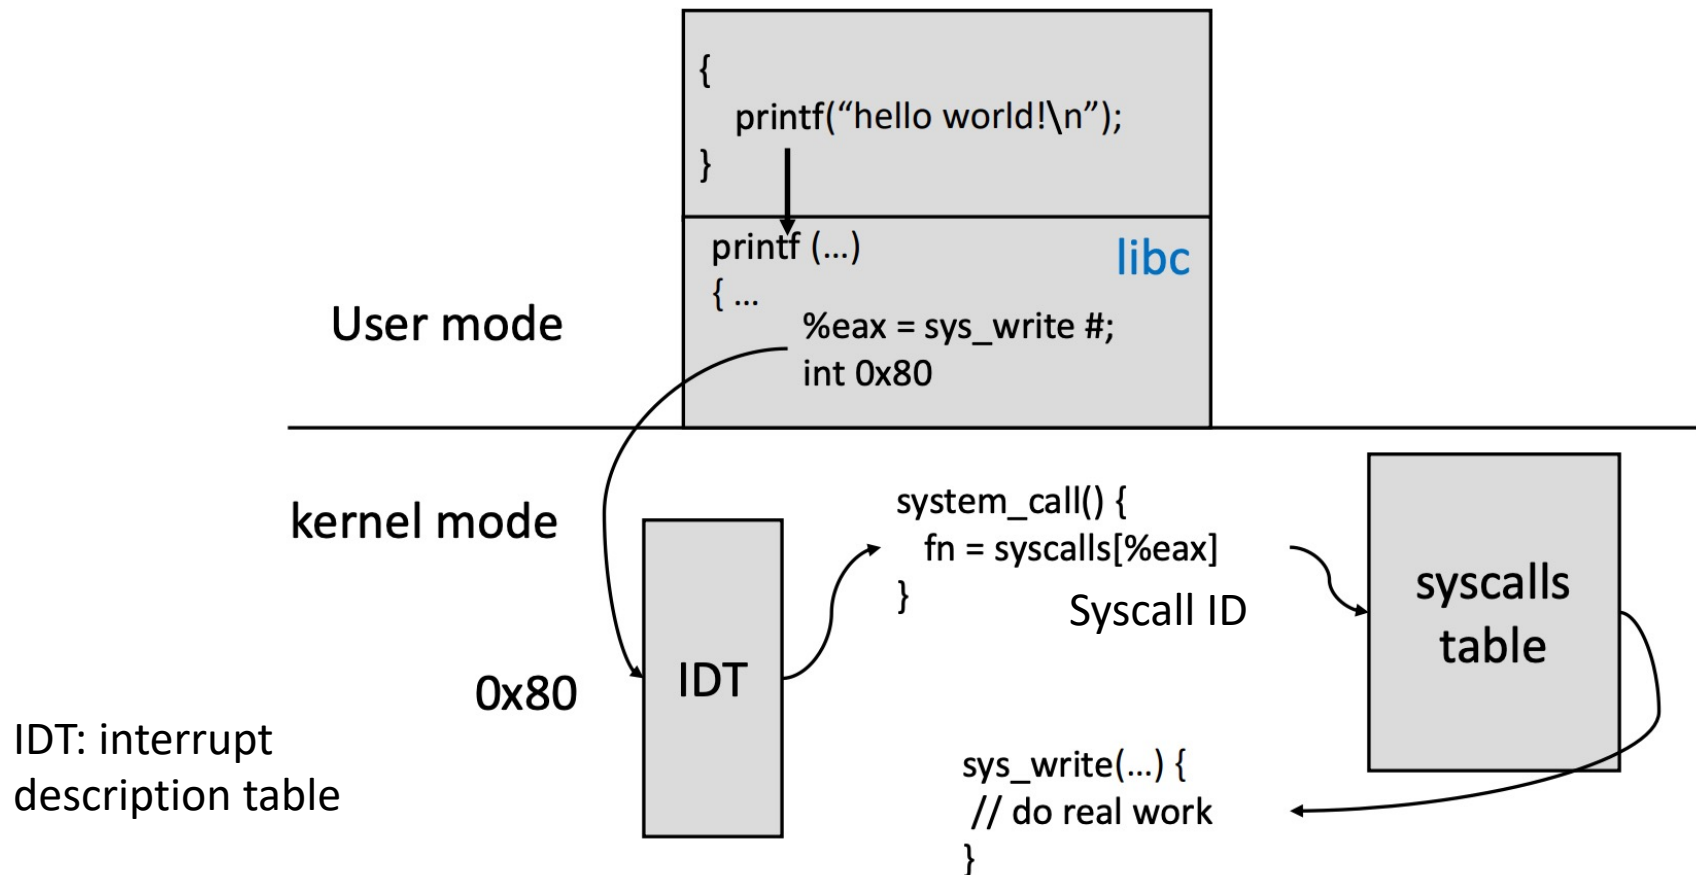 {
printf(“hello world!\n”);
}
printf (...)
libc
{ ...
User mode
%eax = sys_write #;
int 0x80
kernel mode
system_call() {
fn = syscalls[%eax]
}
Syscall ID
syscalls
table
IDT
0x80
IDT: interrupt
description table
sys_write(...) {
// do real work
}